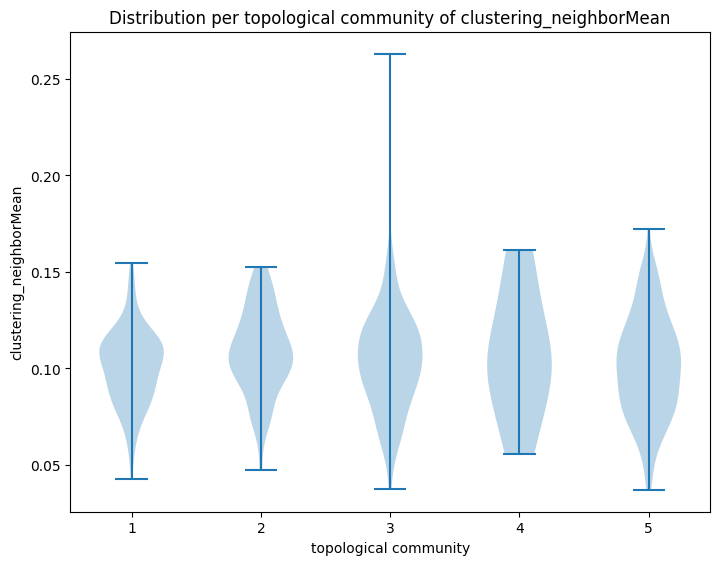 Distribution per topological community of clustering_neighborMean
clustering_neighborMean
0.25
0.20
0.15
0.10
0.05
1 2 3 4 5
topological community